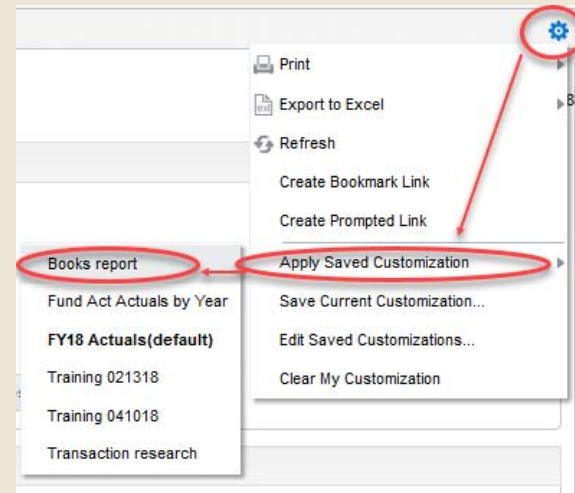 Print
Export to Excel
Refresh
Create Bookmark Link
Create Prompted Link
Apply Saved Customization
Save Current Customization...
Edit Saved Customizations...
Clear My Customization
Books report
Fund Act Actuals by Year
FY18 Actuals(default)
Training 021318
Training 041018
Transaction research